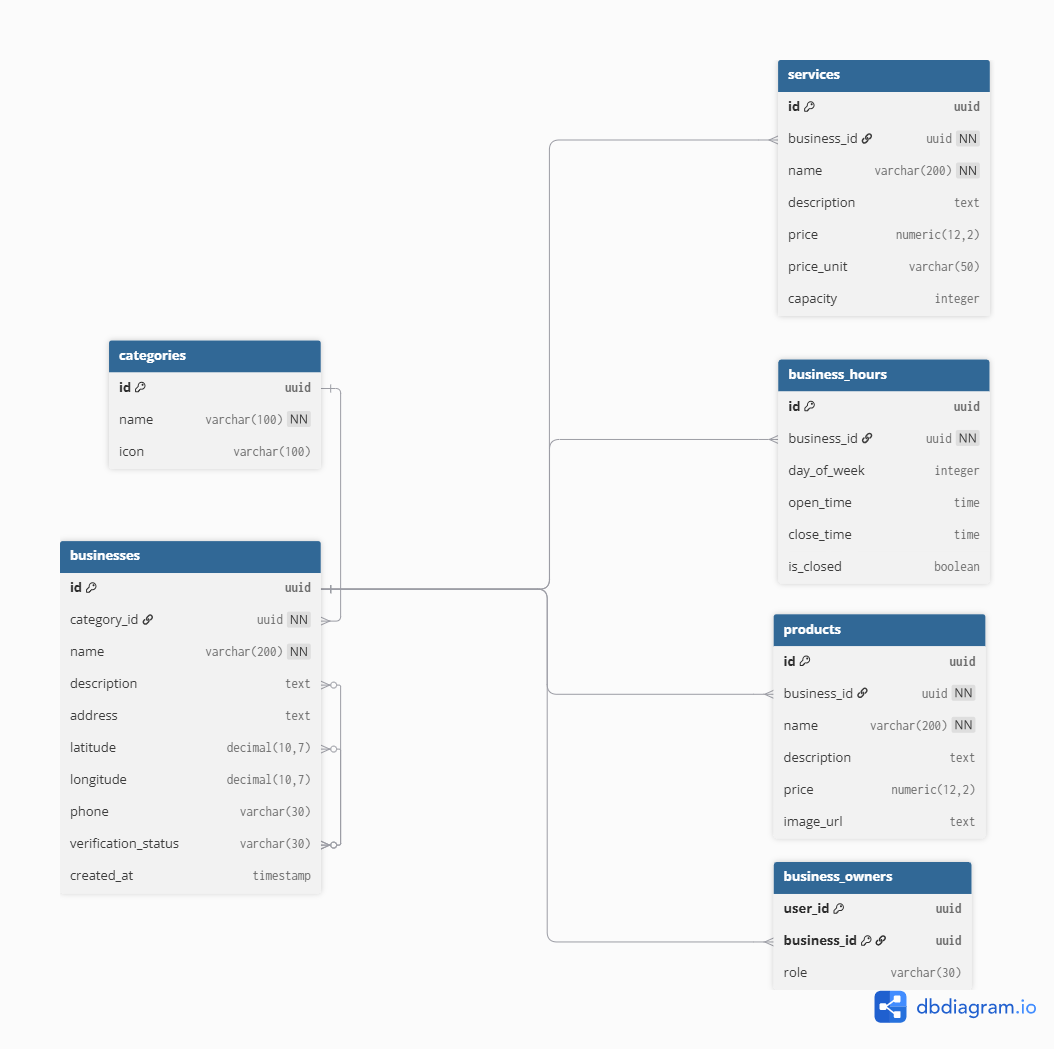 services
id uuid
business_id uuid NN
name varchar(200) NN
description text
price numeric(12,2)
price_unit varchar(50)
capacity integer
categories
id uuid
name varchar(100) NN
icon varchar(100)
business_hours
id uuid
business_id uuid NN
day_of_week integer
open_time time
close_time time
is_closed boolean
businesses
id uuid
category_id uuid NN
name varchar(200) NN
description text
address text
latitude decimal(10,7)
longitude decimal(10,7)
phone varchar(30)
verification_status varchar(30)
created_at timestamp
products
id uuid
business_id uuid NN
name varchar(200) NN
description text
price numeric(12,2)
image_url text
business_owners
user_id uuid
business_id uuid
role varchar(30)
dbdiagram.io